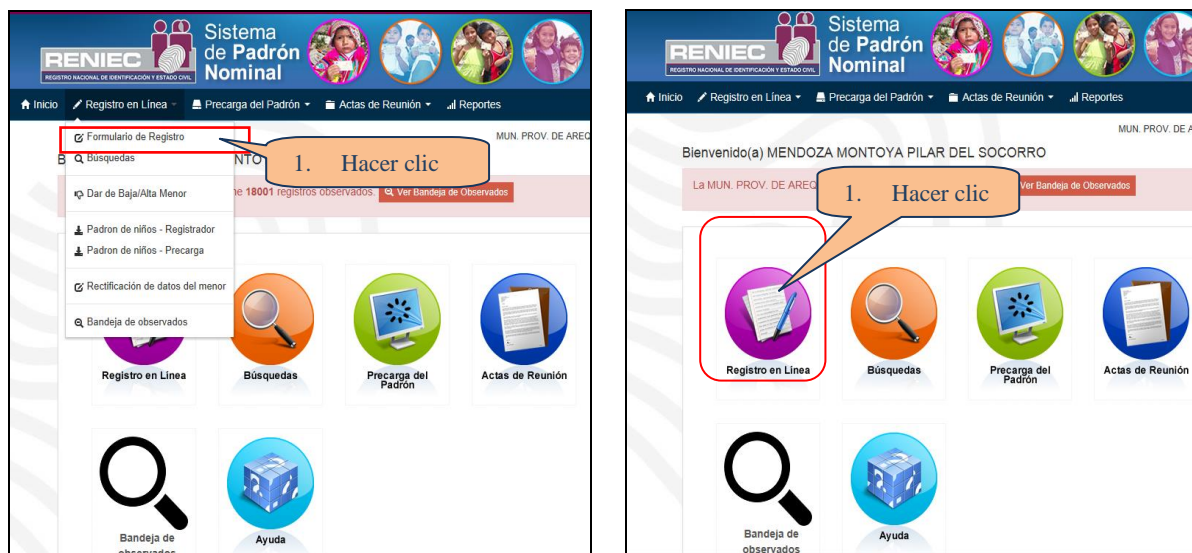 Sistema
de Padrón
Nominal
RENIEC
REGISTRO NACIONAL DE IDENTIFICACIÓN Y ESTADO CIVIL
Inicio Registro en Línea Precarga del Padrón Actas de Reunión Reportes
Formulario de Registro
MUN. PROV. DE AREQ
B
Búsquedas
NTO
1. Hacer clic
Dar de Baja/Alta Menor
ne 18001 registros observados. Ver Bandeja de Observados
Padron de niños - Registrador
Padron de niños - Precarga
Rectificación de datos del menor
Bandeja de observados
Registro en Línea
Búsquedas
Precarga del
Padrón
Actas de Reunión
Bandeja de
observados
Ayuda
Sistema
de Padrón
Nominal
RENIEC
REGISTRO NACIONAL DE IDENTIFICACIÓN Y ESTADO CIVIL
Inicio Registro en Línea Precarga del Padrón Actas de Reunión Reportes
MUN. PROV. DE A
Bienvenido(a) MENDOZA MONTOYA PILAR DEL SOCORRO
La MUN. PROV. DE AREQ
Ver Bandeja de Observados
1. Hacer clic
Registro en Línea
Búsquedas
Precarga del
Padrón
Actas de Reunión
Bandeja de
observados
Ayuda